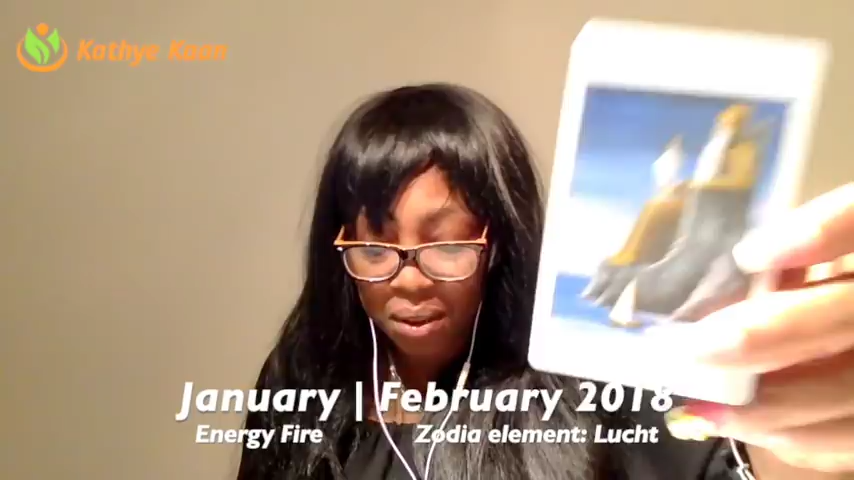 Kathye Kaan
January | February 2018
Energy Fire
Zodia element: Lucht